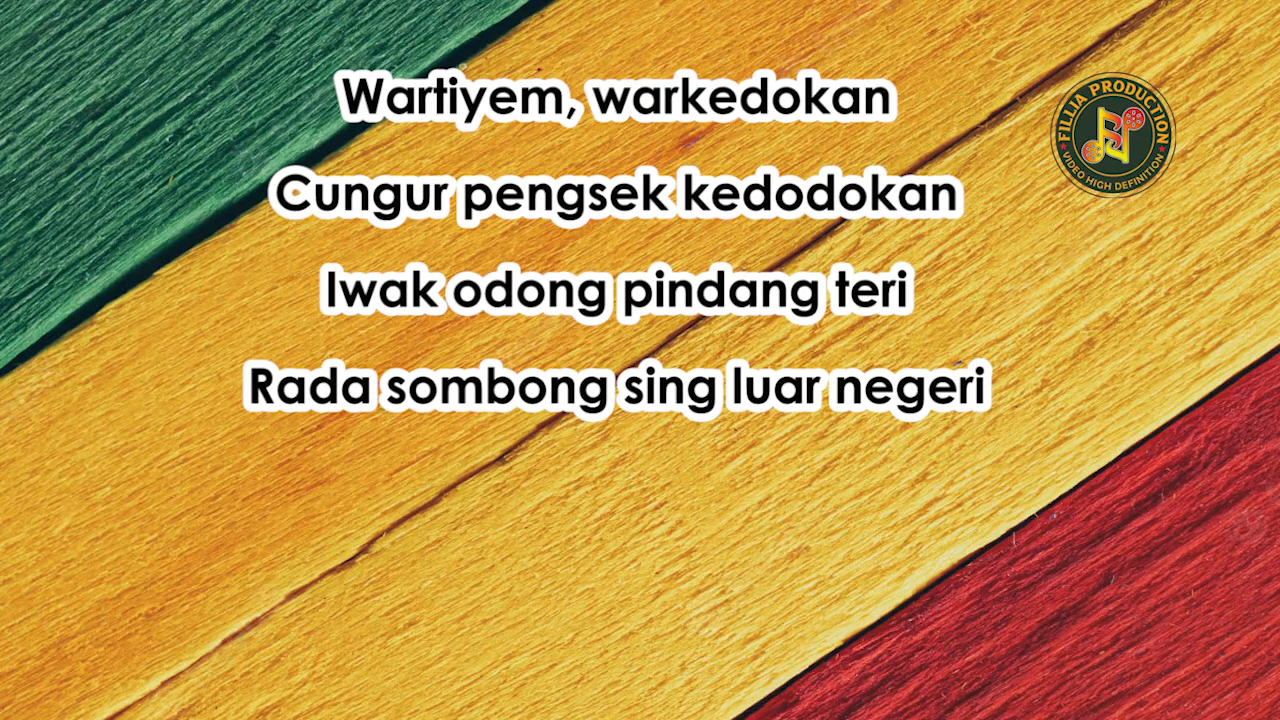 Wartiyem, warkedokan
Cungur pengsek kedodokan
Iwak odong pindang teri
Rada sombong sing luar negeri
FILLIA PRODUCTION
VIDEO HIGH DEFINITION